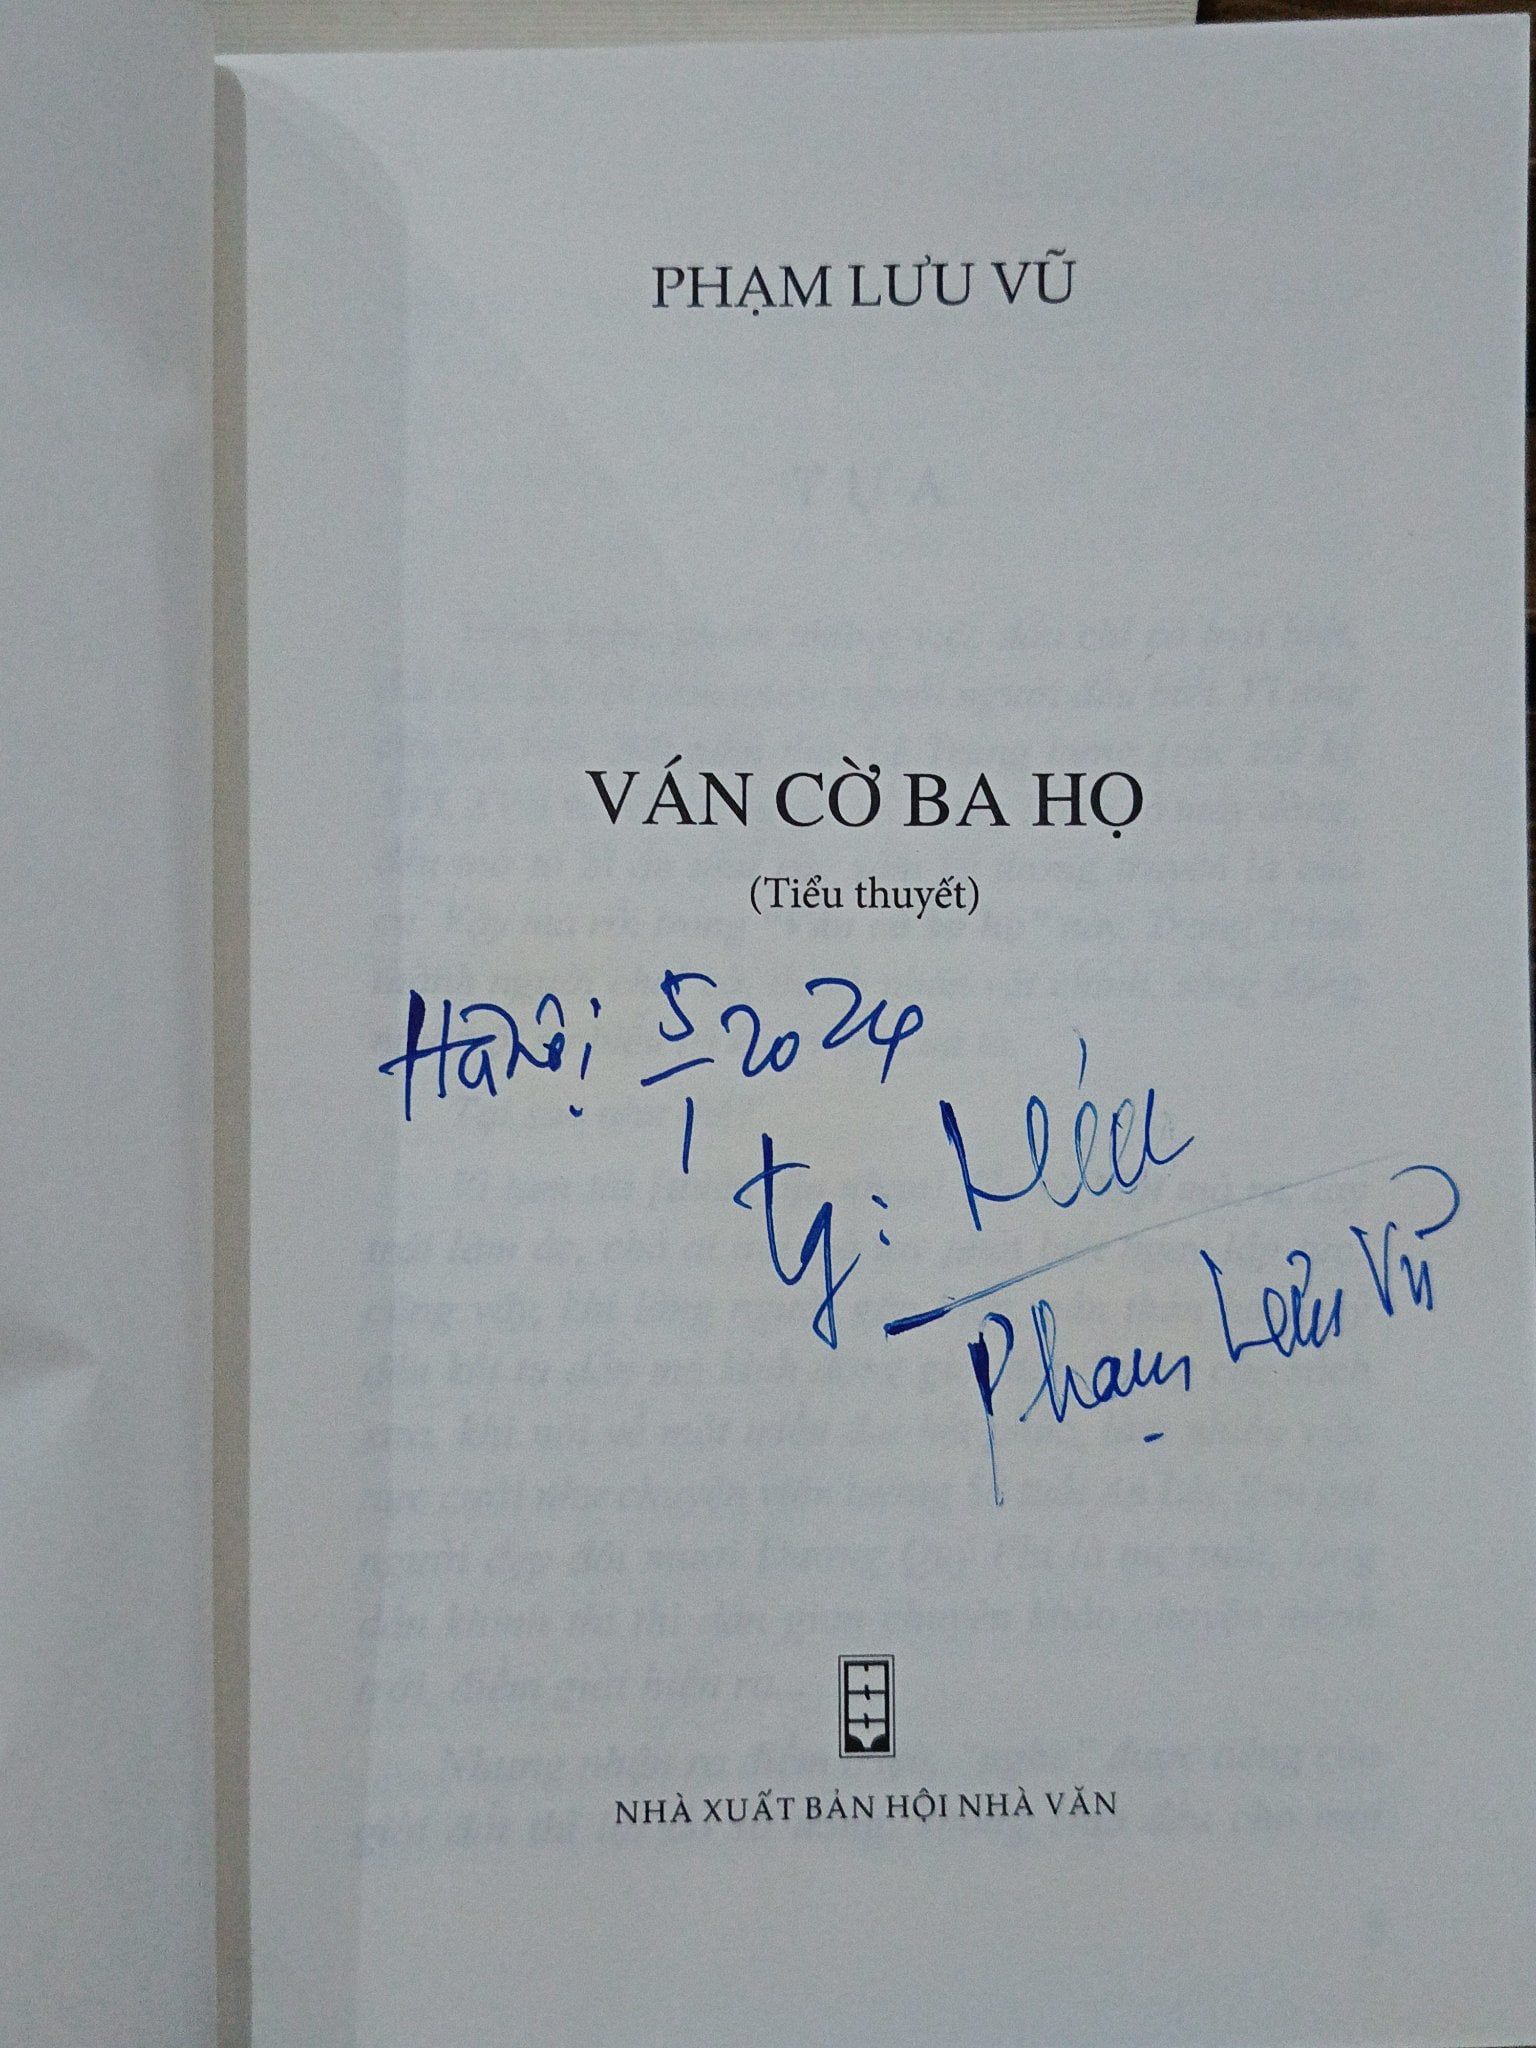 PHẠM LƯU VŨ
VÁN CỜ BA HỌ
(Tiểu thuyết)
Hà Nội 5/1 2024
tg:
Phạm Lưu Vũ
NHÀ XUẤT BẢN HỘI NHÀ VĂN